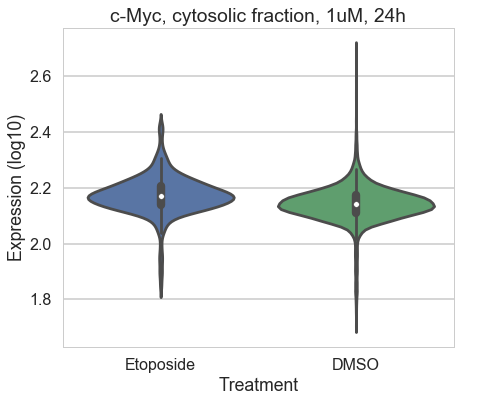 c-Myc, cytosolic fraction, 1uM, 24h
Expression (log10)
2.6
2.4
2.2
2.0
1.8
Etoposide DMSO
Treatment